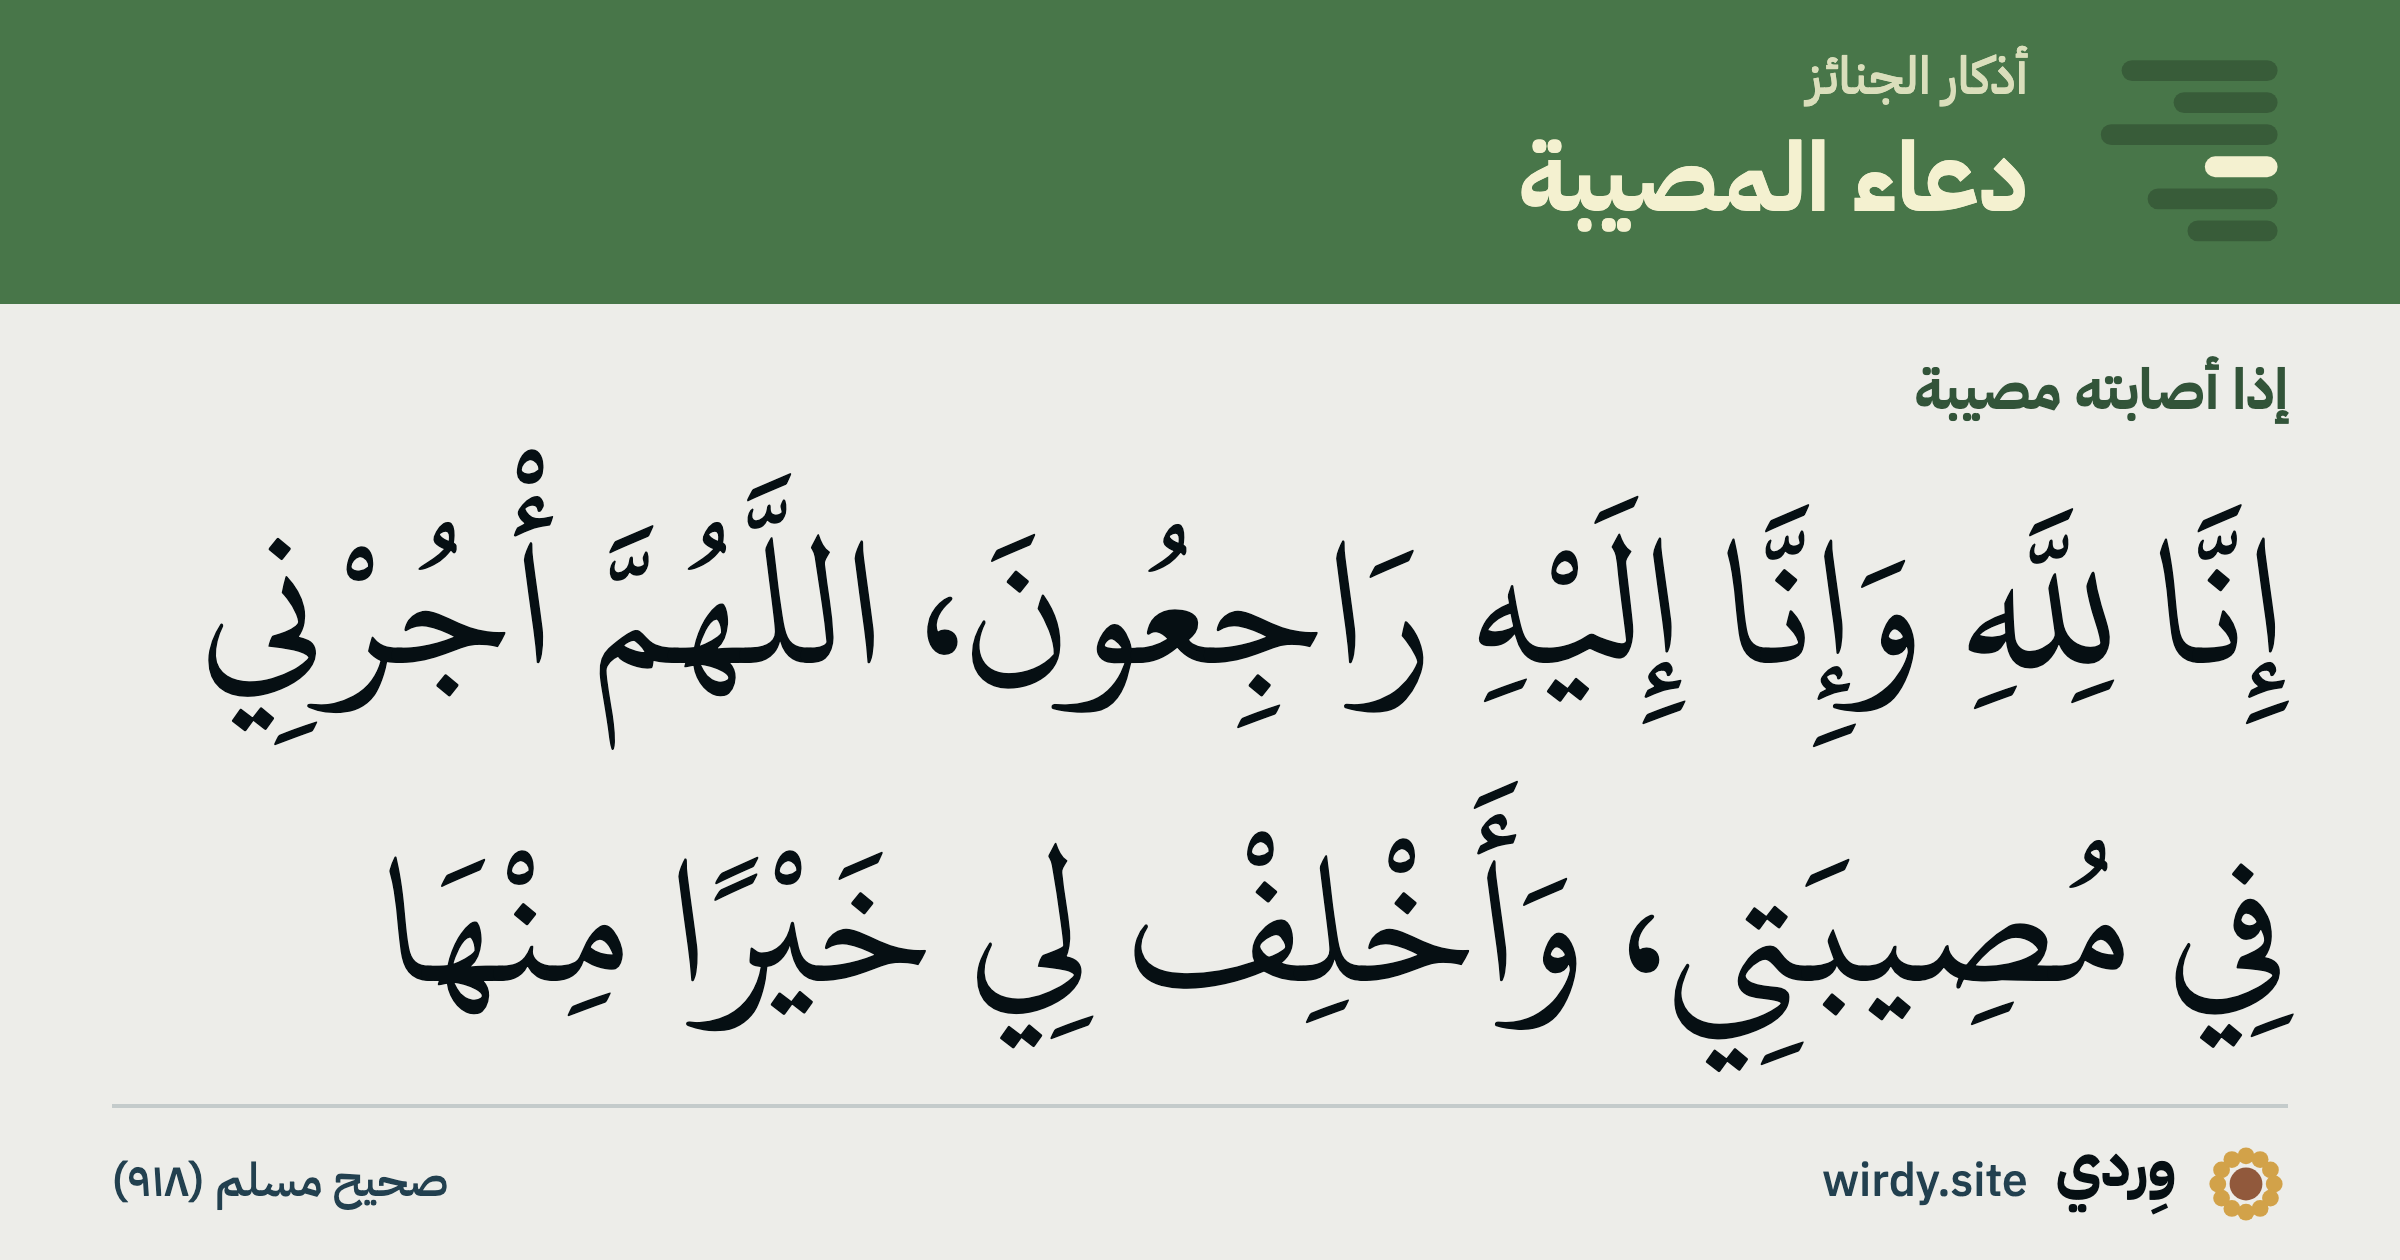 أذكار الجنائز
دعاء المصيبة
إذا أصابته مصيبة
إِنَّا لِلَّهِ وَإِنَّا إِلَيْهِ رَاجِعُونَ، اللَّهُمَّ أْجُرْنِي
فِي مُصِيبَتِي، وَأَخْلِفْ لِي خَيْرًا مِنْهَا
وِردي wirdy.site
صحيح مسلم (٩١٨)